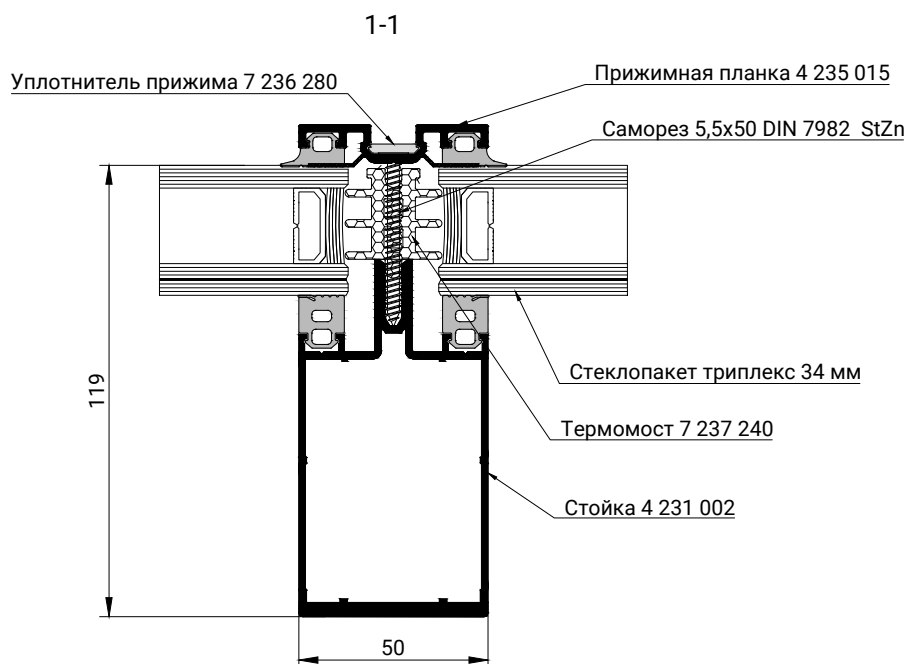 1-1
Уплотнитель прижима 7 236 280
Прижимная планка 4 235 015
Саморез 5,5x50 DIN 7982 StZn
Стеклопакет триплекс 34 мм
119
Термомост 7 237 240
Стойка 4 231 002
50